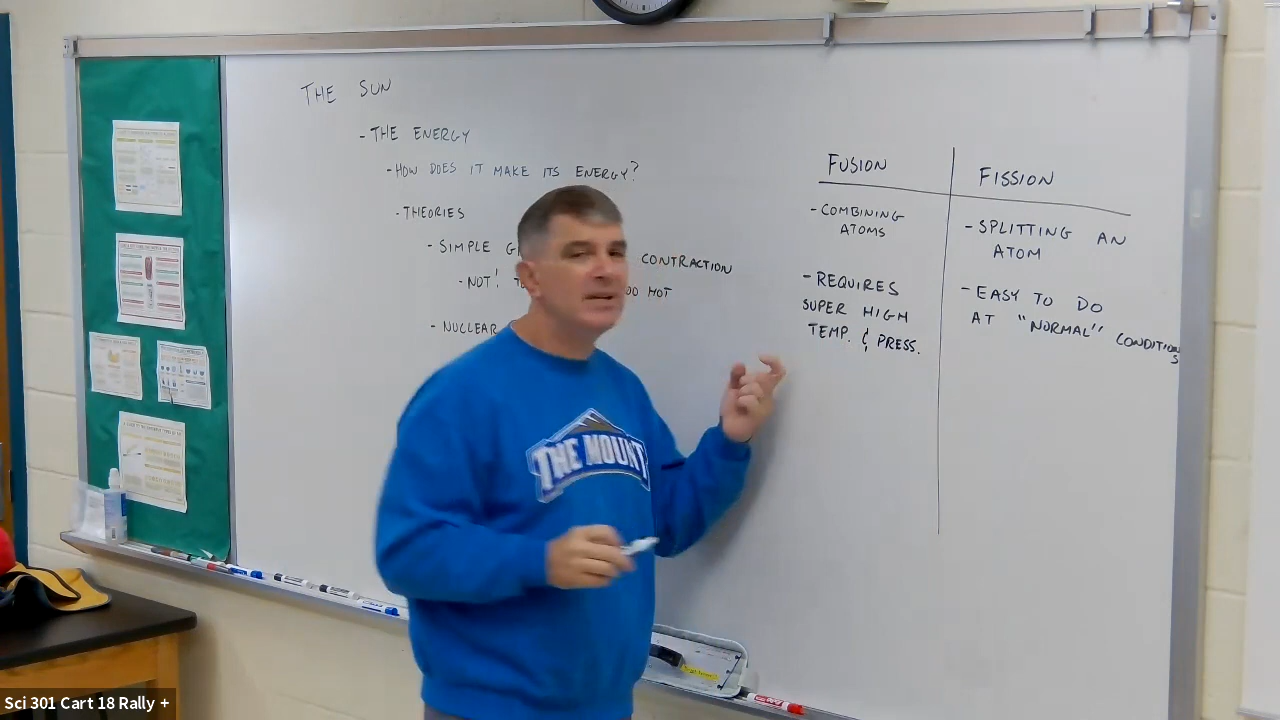 THE SUN
- THE ENERGY
- HOW DOES IT MAKE ITS ENERGY?
- THEORIES
- SIMPLE CONTRACTION
- NOT! HOT
- NUCLEAR
FUSION
- COMBINING
ATOMS
- REQUIRES
SUPER HIGH
TEMP. & PRESS.
FISSION
- SPLITTING AN
ATOM
- EASY TO DO
AT "NORMAL" CONDITIONS
THE MOUNT
Sci 301 Cart 18 Rally +